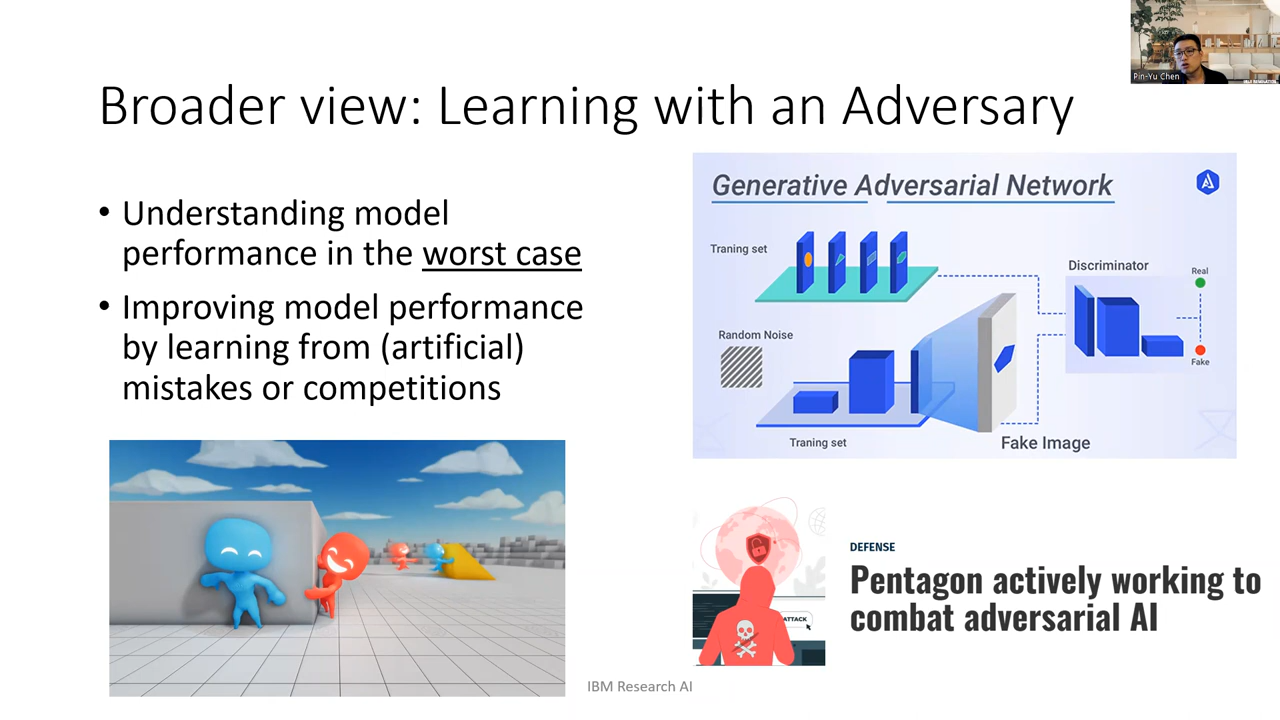 Pin-Yu Chen
Broader view: Learning with an Adversary
• Understanding model
performance in the worst case
• Improving model performance
by learning from (artificial)
mistakes or competitions
Generative Adversarial Network
Traning set
Random Noise
Traning set
Fake Image
Discriminator
Real
Fake
ATTACK
DEFENSE
Pentagon actively working to
combat adversarial AI
IBM Research AI